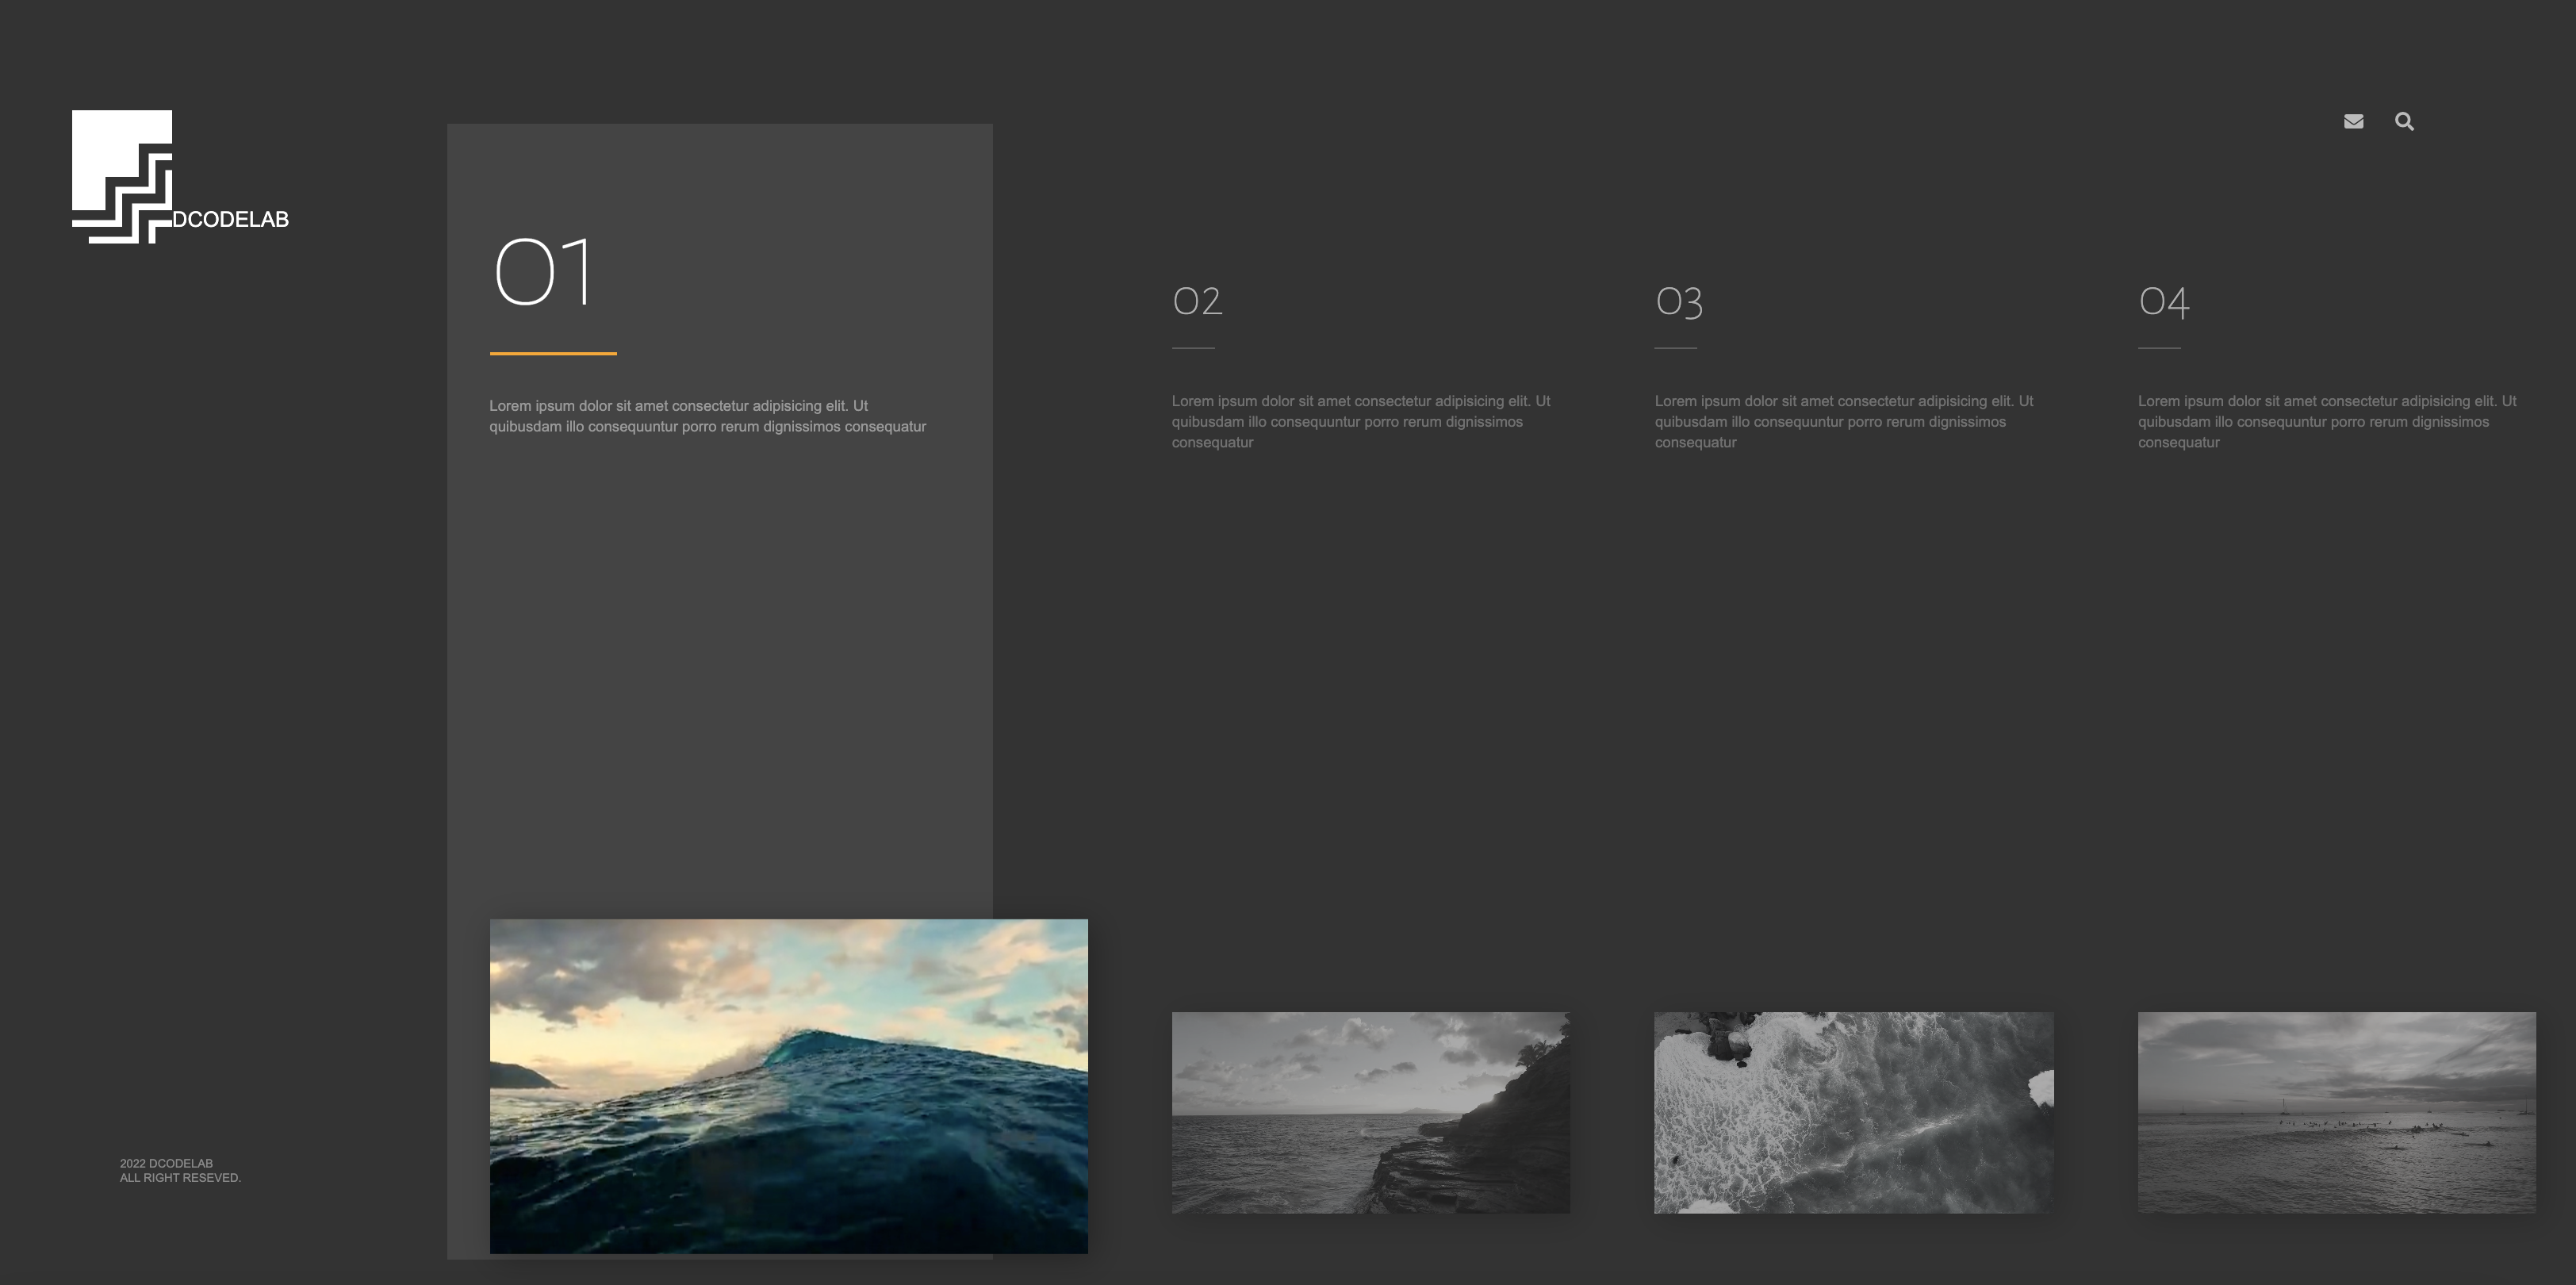 DCODELAB
01
Lorem ipsum dolor sit amet consectetur adipisicing elit. Ut
quibusdam illo consequuntur porro rerum dignissimos consequatur
02
Lorem ipsum dolor sit amet consectetur adipisicing elit. Ut
quibusdam illo consequuntur porro rerum dignissimos
consequatur
03
Lorem ipsum dolor sit amet consectetur adipisicing elit. Ut
quibusdam illo consequuntur porro rerum dignissimos
consequatur
04
Lorem ipsum dolor sit amet consectetur adipisicing elit. Ut
quibusdam illo consequuntur porro rerum dignissimos
consequatur
2022 DCODELAB
ALL RIGHT RESEVED.